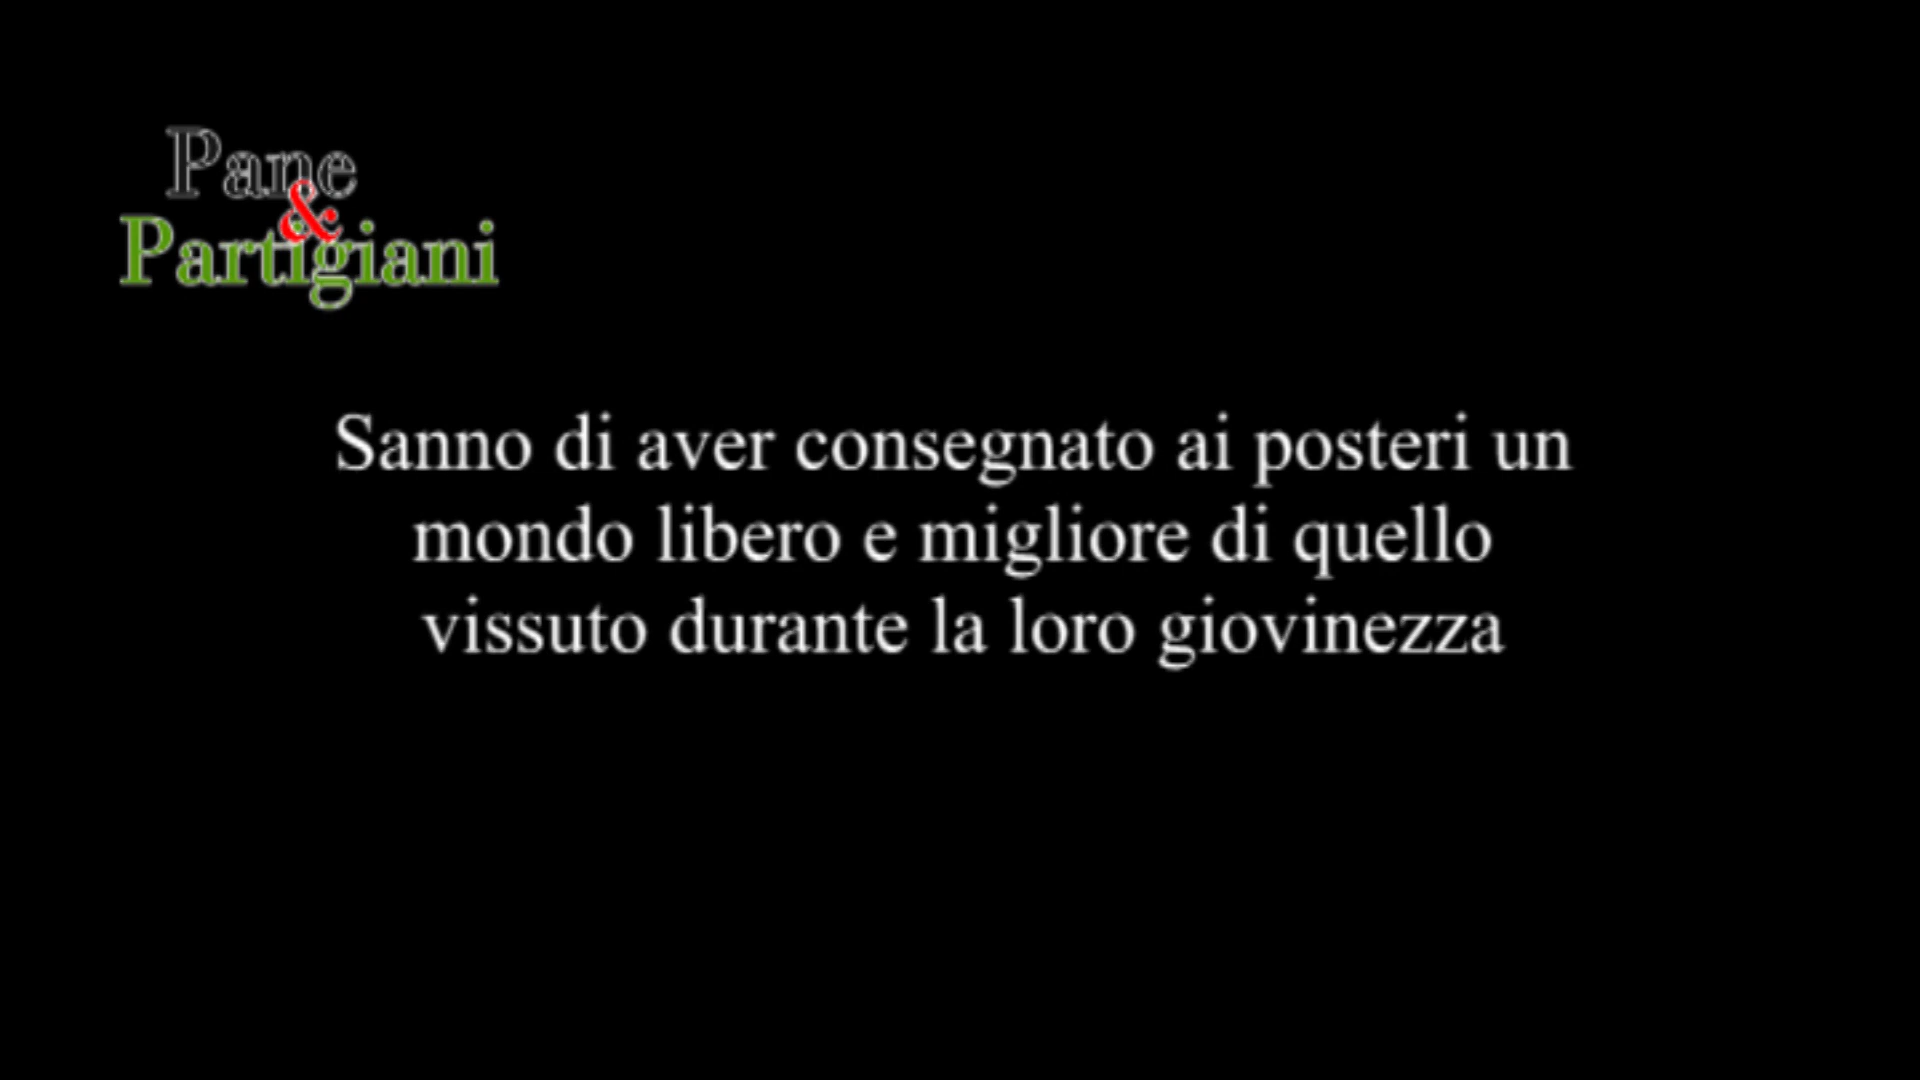 Pane
&
Partigiani
Sanno di aver consegnato ai posteri un
mondo libero e migliore di quello
vissuto durante la loro giovinezza